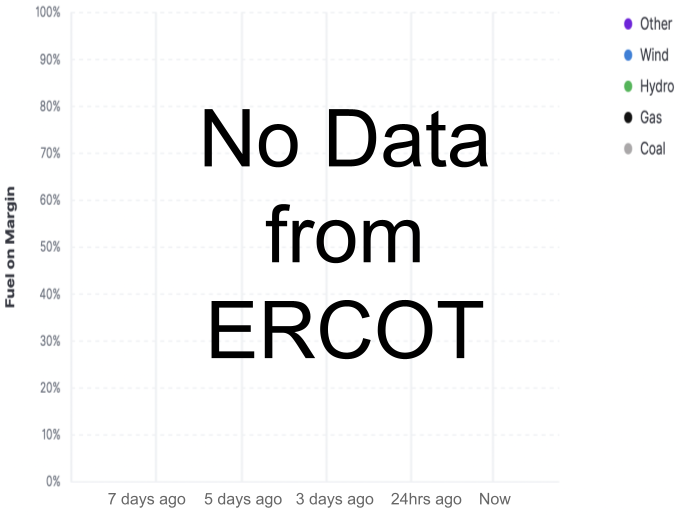 100%
90%
80%
70%
60%
50%
40%
30%
20%
10%
0%
Fuel on Margin
No Data
from
ERCOT
7 days ago 5 days ago 3 days ago 24hrs ago Now
Other
Wind
Hydro
Gas
Coal